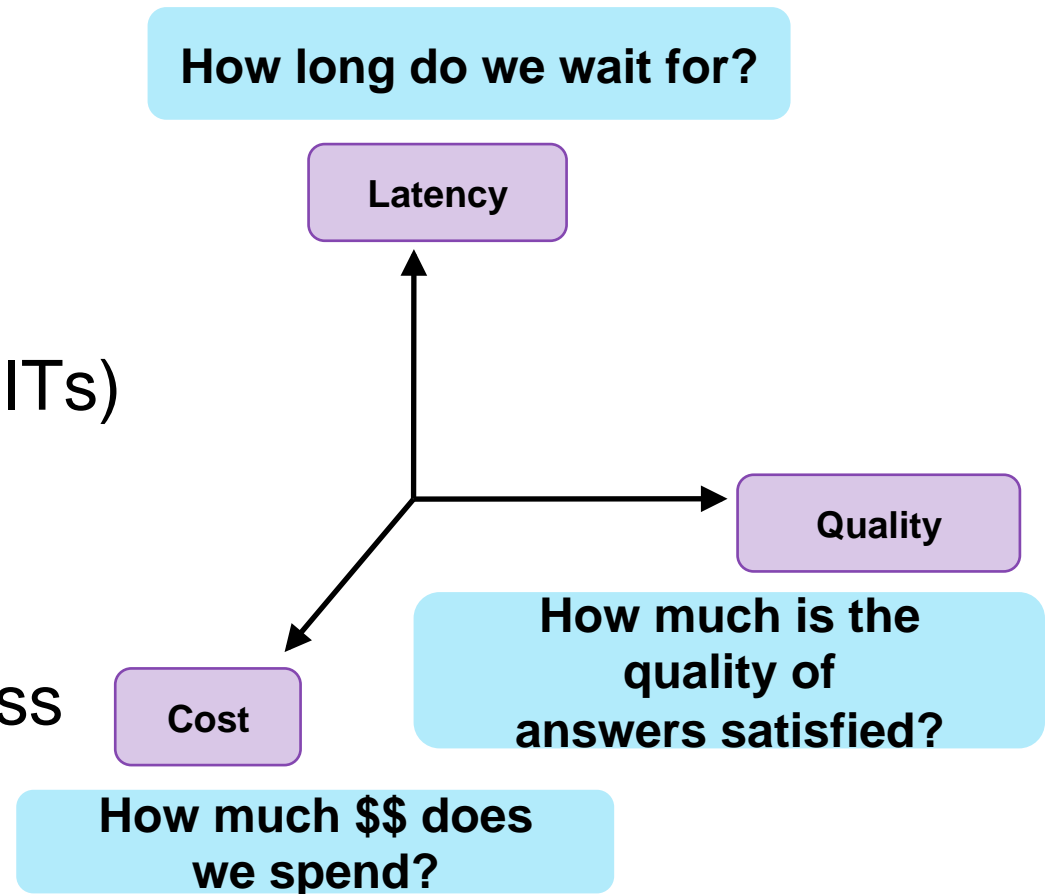 How long do we wait for?
Latency
ITs)
Quality
How much is the
quality of
answers satisfied?
ss
Cost
How much $$ does
we spend?